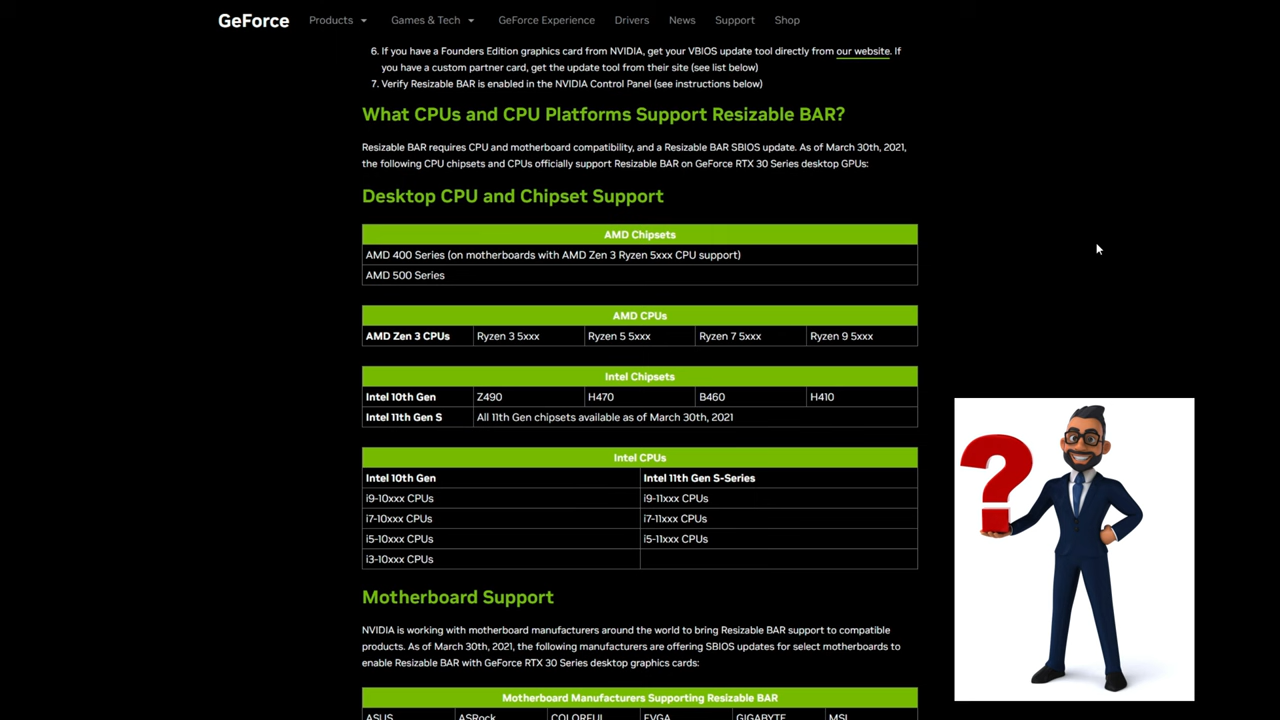 GeForce Products Games & Tech GeForce Experience Drivers News Support Shop
6. If you have a Founders Edition graphics card from NVIDIA, get your VBIOS update tool directly from our website. If
you have a custom partner card, get the update tool from their site (see list below)
7. Verify Resizable BAR is enabled in the NVIDIA Control Panel (see instructions below)
What CPUs and CPU Platforms Support Resizable BAR?
Resizable BAR requires CPU and motherboard compatibility, and a Resizable BAR SBIOS update. As of March 30th, 2021,
the following CPU chipsets and CPUs officially support Resizable BAR on GeForce RTX 30 Series desktop GPUs:
Desktop CPU and Chipset Support
AMD Chipsets
AMD 400 Series (on motherboards with AMD Zen 3 Ryzen 5xxx CPU support)
AMD 500 Series
AMD CPUs
AMD Zen 3 CPUs Ryzen 3 5xxx Ryzen 5 5xxx Ryzen 7 5xxx Ryzen 9 5xxx
Intel Chipsets
Intel 10th Gen Z490 H470 B460 H410
Intel 11th Gen S All 11th Gen chipsets available as of March 30th, 2021
Intel CPUs
Intel 10th Gen Intel 11th Gen S-Series
i9-10xxx CPUs i9-11xxx CPUs
i7-10xxx CPUs i7-11xxx CPUs
i5-10xxx CPUs i5-11xxx CPUs
i3-10xxx CPUs
Motherboard Support
NVIDIA is working with motherboard manufacturers around the world to bring Resizable BAR support to compatible
products. As of March 30th, 2021, the following manufacturers are offering SBIOS updates for select motherboards to
enable Resizable BAR with GeForce RTX 30 Series desktop graphics cards:
Motherboard Manufacturers Supporting Resizable BAR
ASUS ASRock COLORFUL EVGA GIGABYTE MSI
?